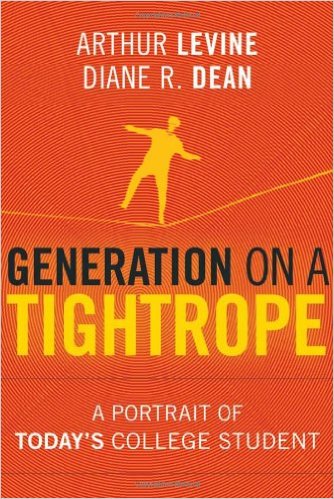 ARTHUR LEVINE
DIANE R. DEAN
GENERATION ON A
TIGHTROPE
A PORTRAIT OF
TODAY'S COLLEGE STUDENT